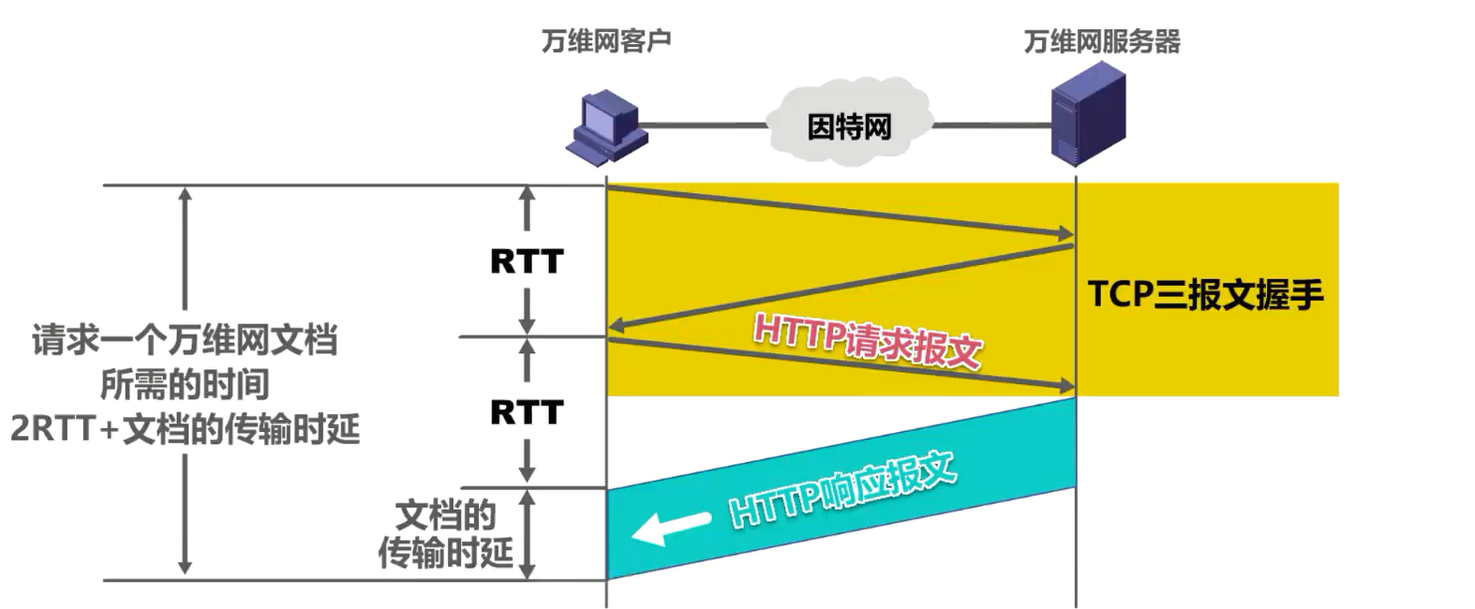 万维网客户
万维网服务器
因特网
RTT
TCP三报文握手
HTTP请求报文
请求一个万维网文档
所需的时间
2RTT+文档的传输时延
RTT
HTTP响应报文
文档的
传输时延